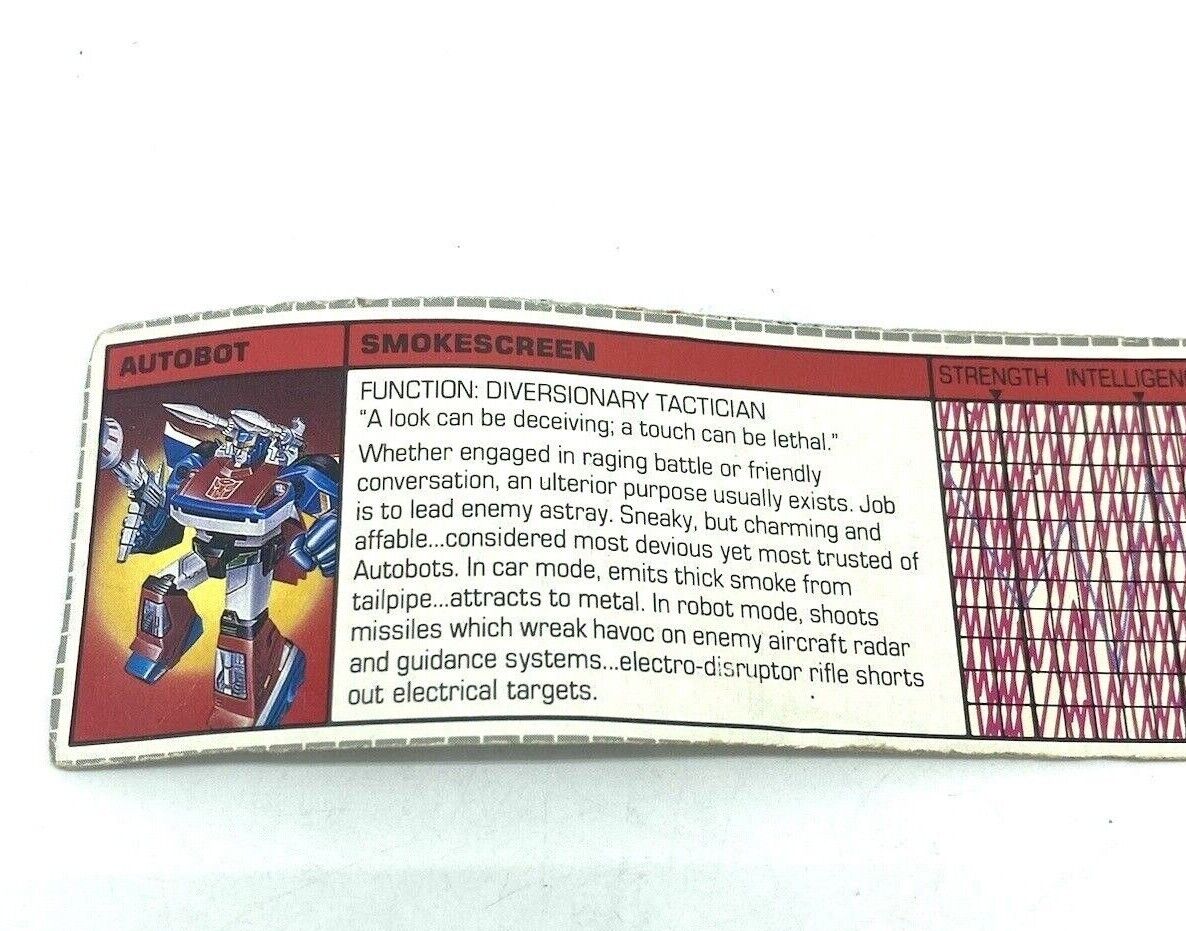 AUTOBOT
SMOKESCREEN
FUNCTION: DIVERSIONARY TACTICIAN
"A look can be deceiving; a touch can be lethal."
Whether engaged in raging battle or friendly
conversation, an ulterior purpose usually exists. Job
is to lead enemy astray. Sneaky, but charming and
affable...considered most devious yet most trusted of
Autobots. In car mode, emits thick smoke from
tailpipe...attracts to metal. In robot mode, shoots
missiles which wreak havoc on enemy aircraft radar
and guidance systems...electro-disruptor rifle shorts
out electrical targets.
STRENGTH INTELLIGEN